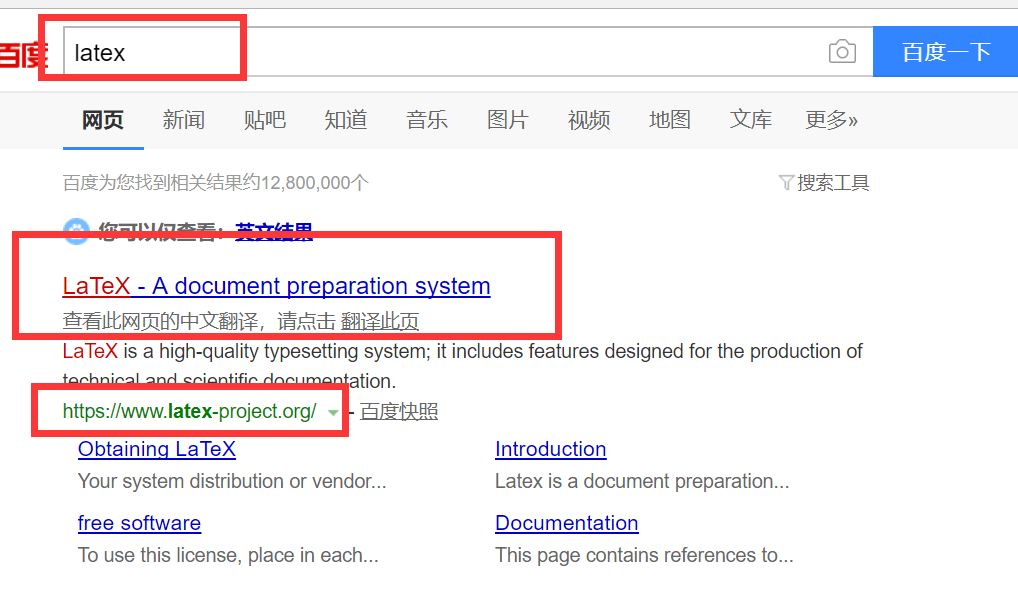 百度 latex 百度一下
网页 新闻 贴吧 知道 音乐 图片 视频 地图 文库 更多»
百度为您找到相关结果约12,800,000个 搜索工具
您可以仅查看：英文结果
LaTeX - A document preparation system
查看此网页的中文翻译，请点击 翻译此页
LaTeX is a high-quality typesetting system; it includes features designed for the production of
technical and scientific documentation.
https://www.latex-project.org/ - 百度快照
Obtaining LaTeX Introduction
Your system distribution or vendor... Latex is a document preparation...
free software Documentation
To use this license, place in each... This page contains references to...